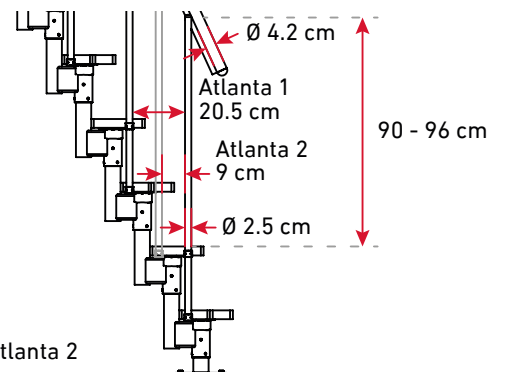 Ø 4.2 cm
Atlanta 1
20.5 cm
90 - 96 cm
Atlanta 2
9 cm
Ø 2.5 cm
tlanta 2